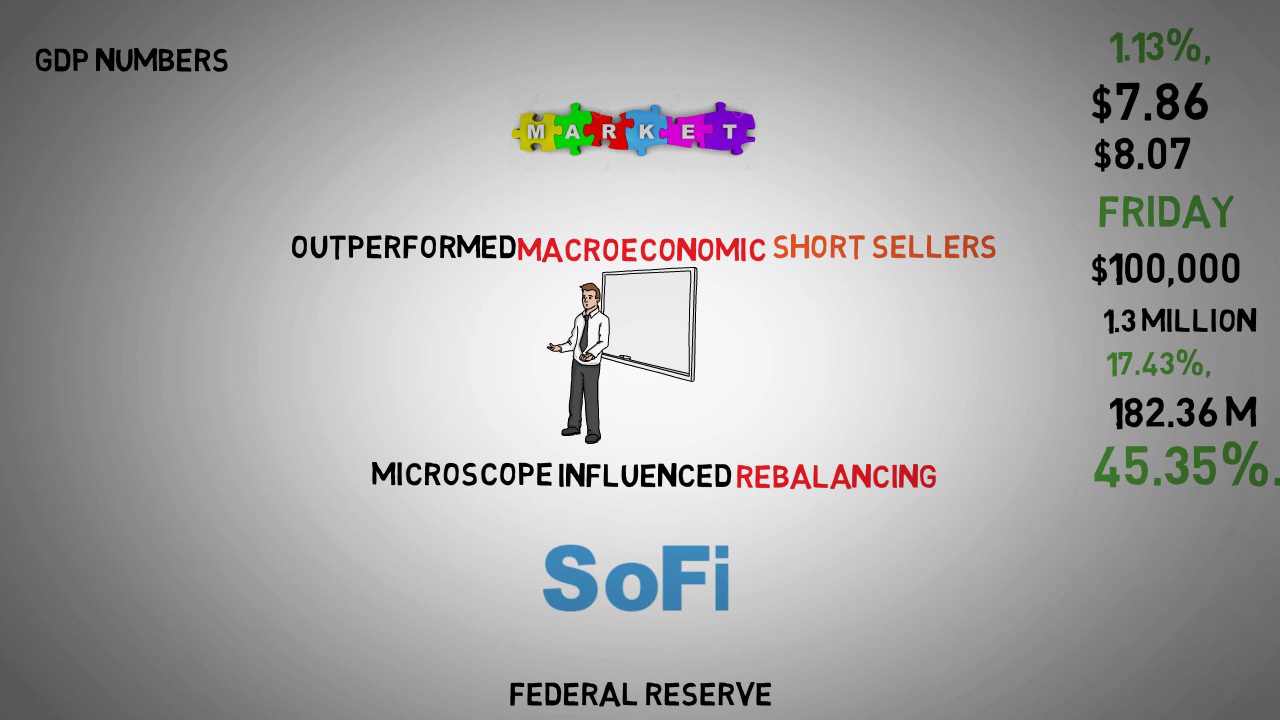 GDP NUMBERS
MARKET
OUTPERFORMED MACROECONOMIC SHORT SELLERS
MICROSCOPE INFLUENCED REBALANCING
SoFi
FEDERAL RESERVE
1.13%,
$7.86
$8.07
FRIDAY
$100,000
1.3 MILLION
17.43%,
182.36 M
45.35%.